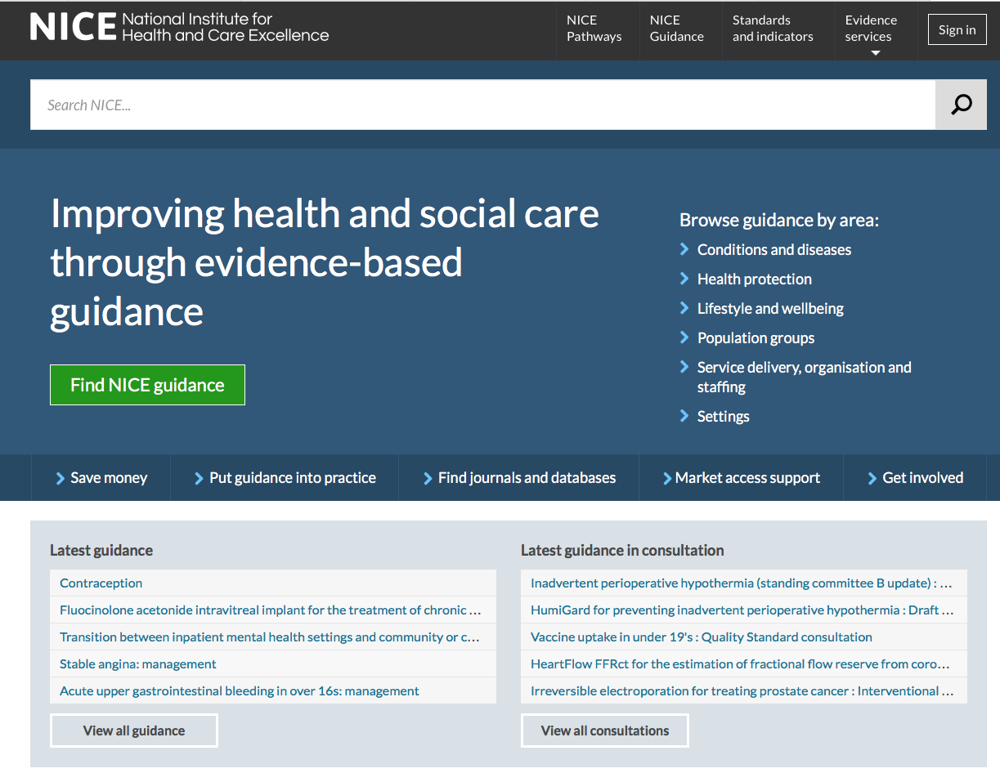 NICE National Institute for
Health and Care Excellence
NICE
Pathways
NICE
Guidance
Standards
and indicators
Evidence
services
Sign in
Search NICE...
Improving health and social care
through evidence-based
guidance
Find NICE guidance
Browse guidance by area:
Conditions and diseases
Health protection
Lifestyle and wellbeing
Population groups
Service delivery, organisation and
staffing
Settings
Save money
Put guidance into practice
Find journals and databases
Market access support
Get involved
Latest guidance
Contraception
Fluocinolone acetonide intravitreal implant for the treatment of chronic ...
Transition between inpatient mental health settings and community or c...
Stable angina: management
Acute upper gastrointestinal bleeding in over 16s: management
View all guidance
Latest guidance in consultation
Inadvertent perioperative hypothermia (standing committee B update) : ...
HumiGard for preventing inadvertent perioperative hypothermia : Draft ...
Vaccine uptake in under 19's : Quality Standard consultation
HeartFlow FFRct for the estimation of fractional flow reserve from coro...
Irreversible electroporation for treating prostate cancer : Interventional ...
View all consultations